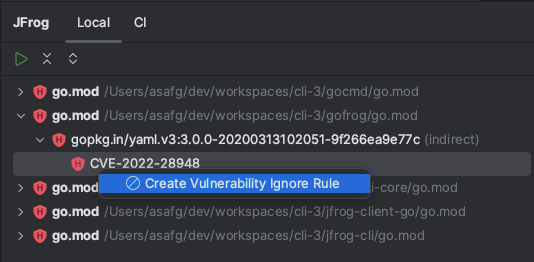 JFrog Local CI
go.mod /Users/asafg/dev/workspaces/cli-3/gocmd/go.mod
go.mod /Users/asafg/dev/workspaces/cli-3/gofrog/go.mod
gopkg.in/yaml.v3:3.0.0-20200313102051-9f266ea9e77c (indirect)
H CVE-2022-28948
Create Vulnerability Ignore Rule
go.mod li-core/go.mod
go.mod /Users/asafg/dev/workspaces/cli-3/jfrog-client-go/go.mod
go.mod /Users/asafg/dev/workspaces/cli-3/jfrog-cli/go.mod